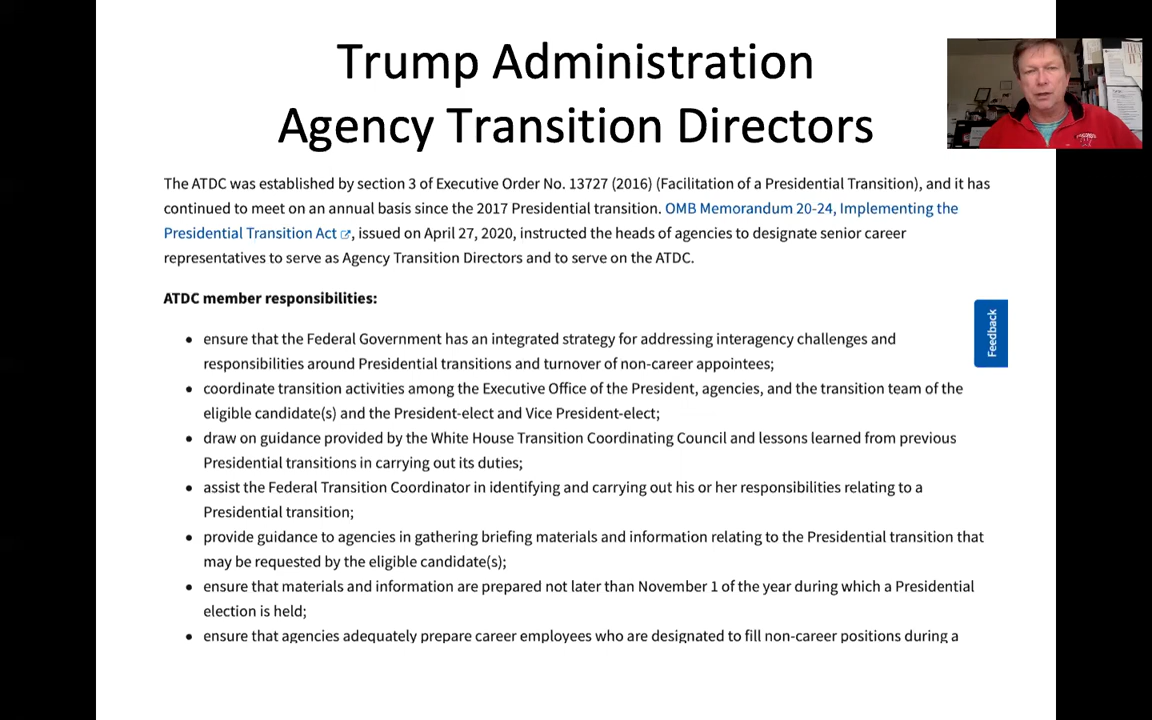 Trump Administration
Agency Transition Directors
The ATDC was established by section 3 of Executive Order No. 13727 (2016) (Facilitation of a Presidential Transition), and it has
continued to meet on an annual basis since the 2017 Presidential transition. OMB Memorandum 20-24, Implementing the
Presidential Transition Act, issued on April 27, 2020, instructed the heads of agencies to designate senior career
representatives to serve as Agency Transition Directors and to serve on the ATDC.
ATDC member responsibilities:
• ensure that the Federal Government has an integrated strategy for addressing interagency challenges and
responsibilities around Presidential transitions and turnover of non-career appointees;
• coordinate transition activities among the Executive Office of the President, agencies, and the transition team of the
eligible candidate(s) and the President-elect and Vice President-elect;
• draw on guidance provided by the White House Transition Coordinating Council and lessons learned from previous
Presidential transitions in carrying out its duties;
• assist the Federal Transition Coordinator in identifying and carrying out his or her responsibilities relating to a
Presidential transition;
• provide guidance to agencies in gathering briefing materials and information relating to the Presidential transition that
may be requested by the eligible candidate(s);
• ensure that materials and information are prepared not later than November 1 of the year during which a Presidential
election is held;
• ensure that agencies adequately prepare career employees who are designated to fill non-career positions during a
Feedback